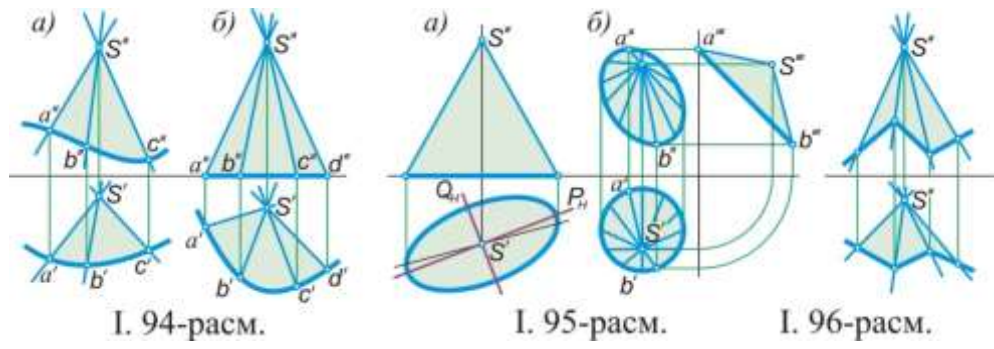 а)
б)
S″
S″
a″
b″
c″
a″
b″
c″
d″
S′
S′
a′
b′
c′
a′
b′
c′
d′
I. 94-расм.
а)
б)
S″
a″
a‴
S‴
b″
b‴
Q_H
P_H
S′
a′
S′
b′
I. 95-расм.
S″
S″
I. 96-расм.